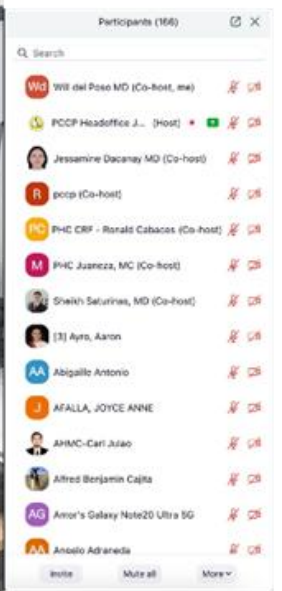 Participants (166)
Search
Wd Will del Poso MD (Co-host, me)
PCCP Headoffice J... (Host)
Jessamine Dacanay MD (Co-host)
R pccp (Co-host)
PC PHC CRF - Ronald Cabacos (Co-host)
M PHC Juaneza, MC (Co-host)
Sheikh Saturinas, MD (Co-host)
[3] Ayro, Aaron
AA Abigaille Antonio
J AFALLA, JOYCE ANNE
AHMC-Carl Julao
Alfred Benjamin Cajita
AG Amor's Galaxy Note20 Ultra 5G
AA Angelo Adraneda
Invite Mute all More